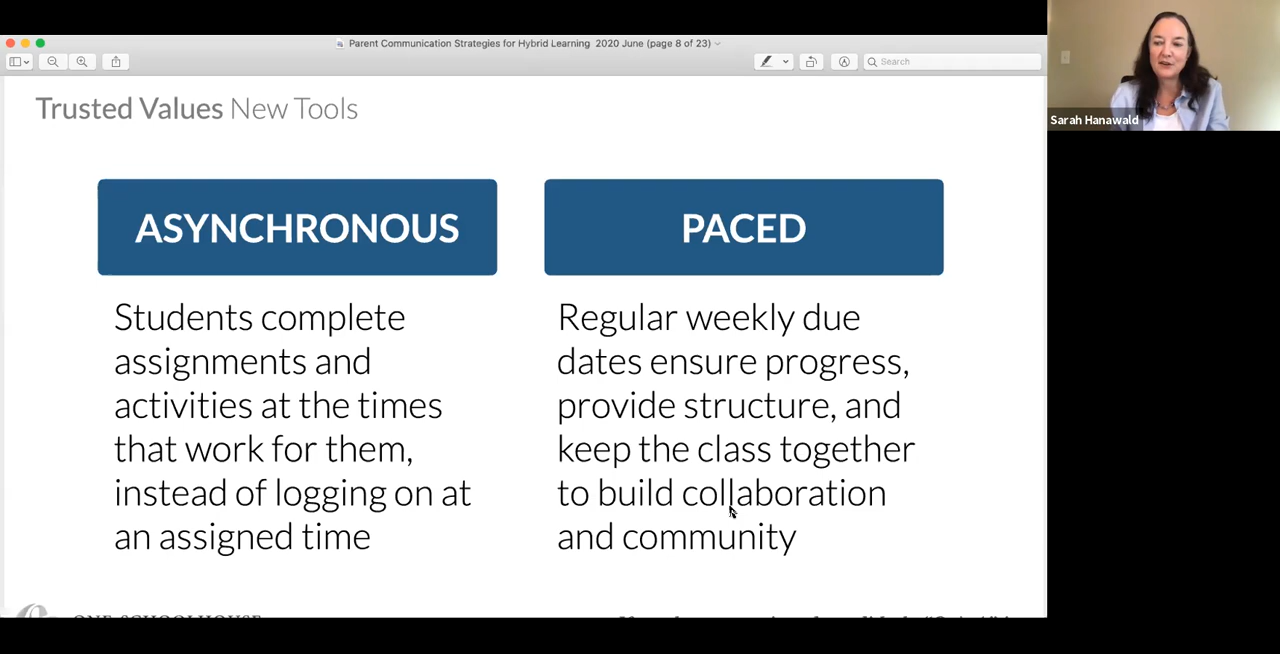 Parent Communication Strategies for Hybrid Learning 2020 June (page 8 of 23)
Search
Sarah Hanawald
Trusted Values New Tools
ASYNCHRONOUS
Students complete
assignments and
activities at the times
that work for them,
instead of logging on at
an assigned time
PACED
Regular weekly due
dates ensure progress,
provide structure, and
keep the class together
to build collaboration
and community
ONE SCHOOLHOUSE